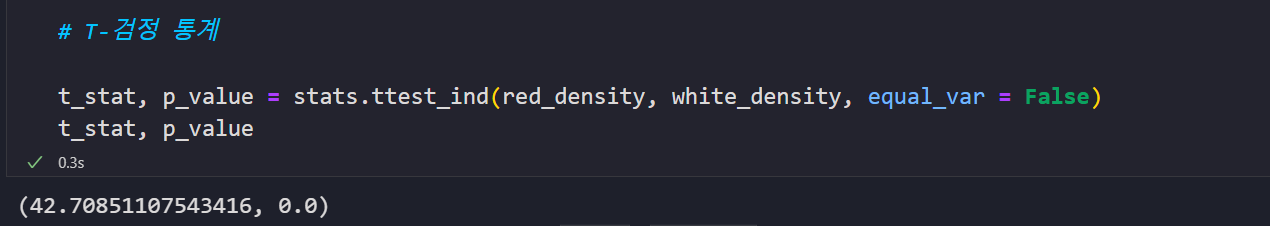 # T-검정 통계
t_stat, p_value = stats.ttest_ind(red_density, white_density, equal_var = False)
t_stat, p_value
✓ 0.3s
(42.70851107543416, 0.0)